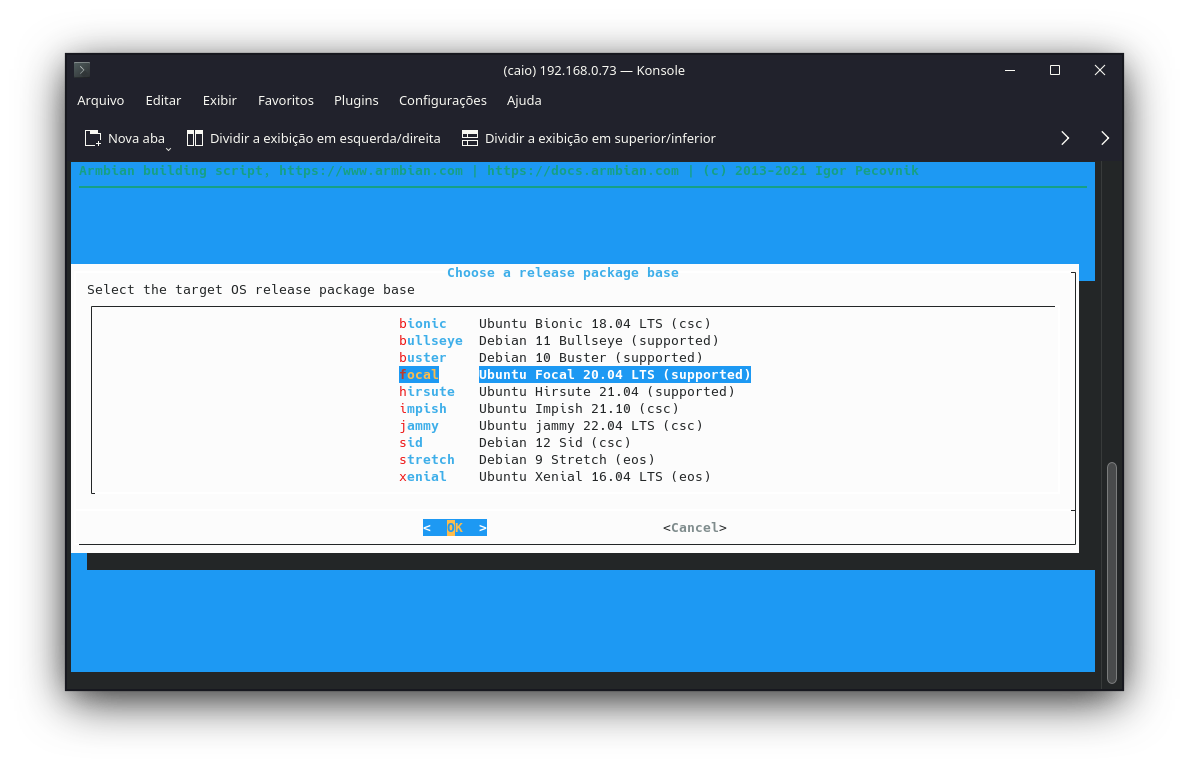 (caio) 192.168.0.73 — Konsole
Arquivo Editar Exibir Favoritos Plugins Configurações Ajuda
Nova aba Dividir a exibição em esquerda/direita Dividir a exibição em superior/inferior
Armbian building script, https://www.armbian.com | https://docs.armbian.com | (c) 2013-2021 Igor Pecovnik
Choose a release package base
Select the target OS release package base
bionic Ubuntu Bionic 18.04 LTS (csc)
bullseye Debian 11 Bullseye (supported)
buster Debian 10 Buster (supported)
focal Ubuntu Focal 20.04 LTS (supported)
hirsute Ubuntu Hirsute 21.04 (supported)
impish Ubuntu Impish 21.10 (csc)
jammy Ubuntu jammy 22.04 LTS (csc)
sid Debian 12 Sid (csc)
stretch Debian 9 Stretch (eos)
xenial Ubuntu Xenial 16.04 LTS (eos)
< OK > <Cancel>